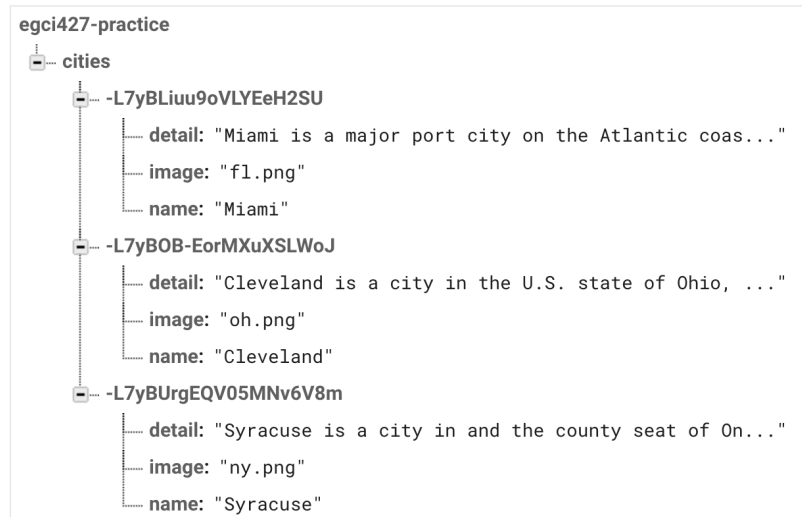 egci427-practice
cities
-L7yBLiuu9oVLYEeH2SU
detail: "Miami is a major port city on the Atlantic coas..."
image: "fl.png"
name: "Miami"
-L7yBOB-EorMXuXSLWoJ
detail: "Cleveland is a city in the U.S. state of Ohio, ..."
image: "oh.png"
name: "Cleveland"
-L7yBUrgEQV05MNv6V8m
detail: "Syracuse is a city in and the county seat of On..."
image: "ny.png"
name: "Syracuse"